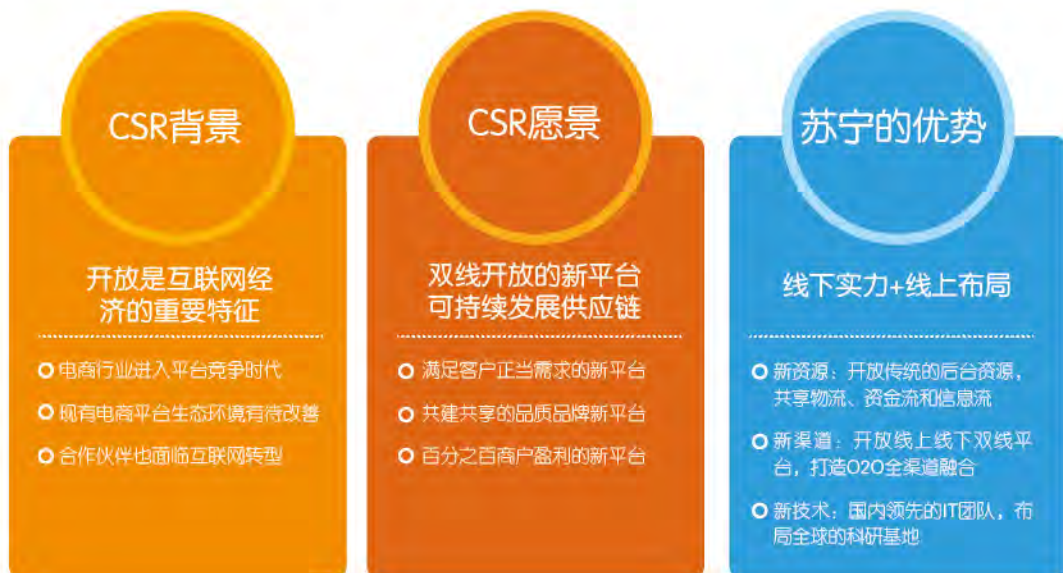 CSR背景
开放是互联网经
济的重要特征
电商行业进入平台竞争时代
现有电商平台生态环境有待改善
合作伙伴也面临互联网转型
CSR愿景
双线开放的新平台
可持续发展供应链
满足客户正当需求的新平台
共建共享的品质品牌新平台
百分之百商户盈利的新平台
苏宁的优势
线下实力+线上布局
新资源：开放传统的后台资源，
共享物流、资金流和信息流
新渠道：开放线上线下双线平
台，打造O2O全渠道融合
新技术：国内领先的IT团队，布
局全球的科研基地